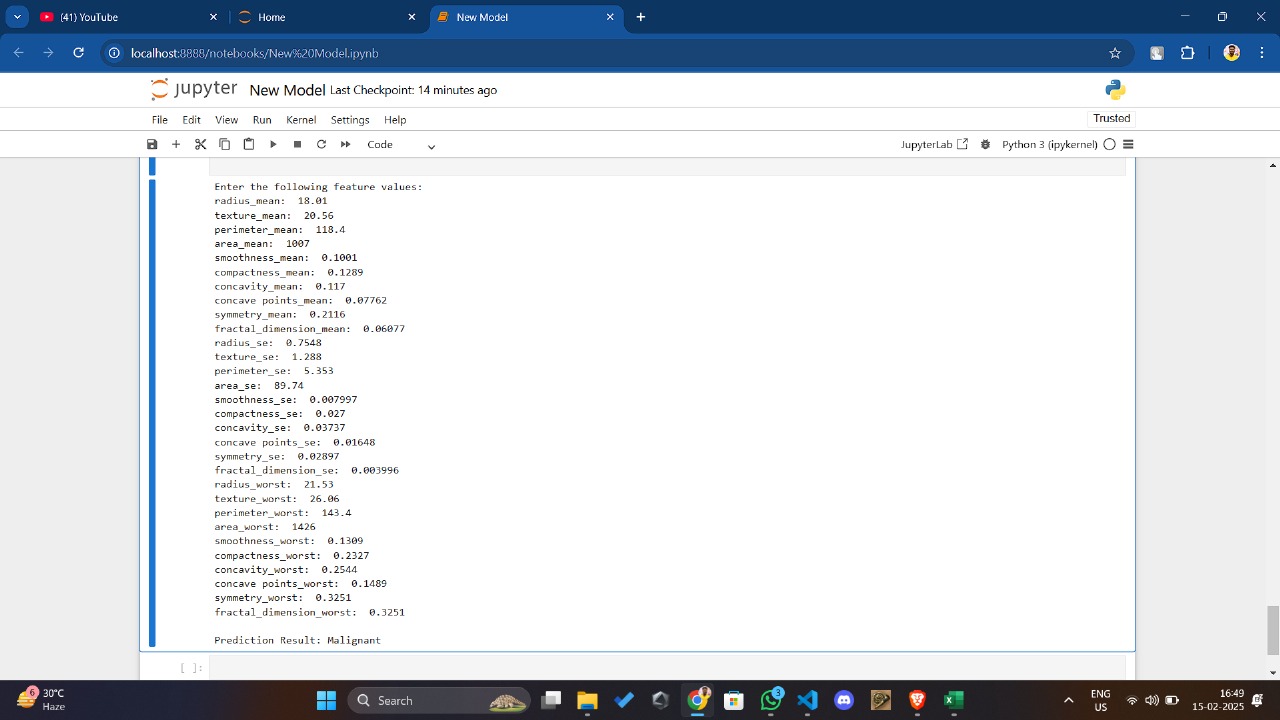 (41) YouTube
Home
New Model
localhost:8888/notebooks/New%20Model.ipynb
jupyter New Model Last Checkpoint: 14 minutes ago
File Edit View Run Kernel Settings Help
Trusted
Code
JupyterLab
Python 3 (ipykernel)
Enter the following feature values:
radius_mean: 18.01
texture_mean: 20.56
perimeter_mean: 118.4
area_mean: 1007
smoothness_mean: 0.1001
compactness_mean: 0.1289
concavity_mean: 0.117
concave points_mean: 0.07762
symmetry_mean: 0.2116
fractal_dimension_mean: 0.06077
radius_se: 0.7548
texture_se: 1.288
perimeter_se: 5.353
area_se: 89.74
smoothness_se: 0.007997
compactness_se: 0.027
concavity_se: 0.03737
concave points_se: 0.01648
symmetry_se: 0.02897
fractal_dimension_se: 0.003996
radius_worst: 21.53
texture_worst: 26.06
perimeter_worst: 143.4
area_worst: 1426
smoothness_worst: 0.1309
compactness_worst: 0.2327
concavity_worst: 0.2544
concave points_worst: 0.1489
symmetry_worst: 0.3251
fractal_dimension_worst: 0.3251
Prediction Result: Malignant
[ ]:
6
30°C
Haze
Search
3
ENG
US
16:49
15-02-2025